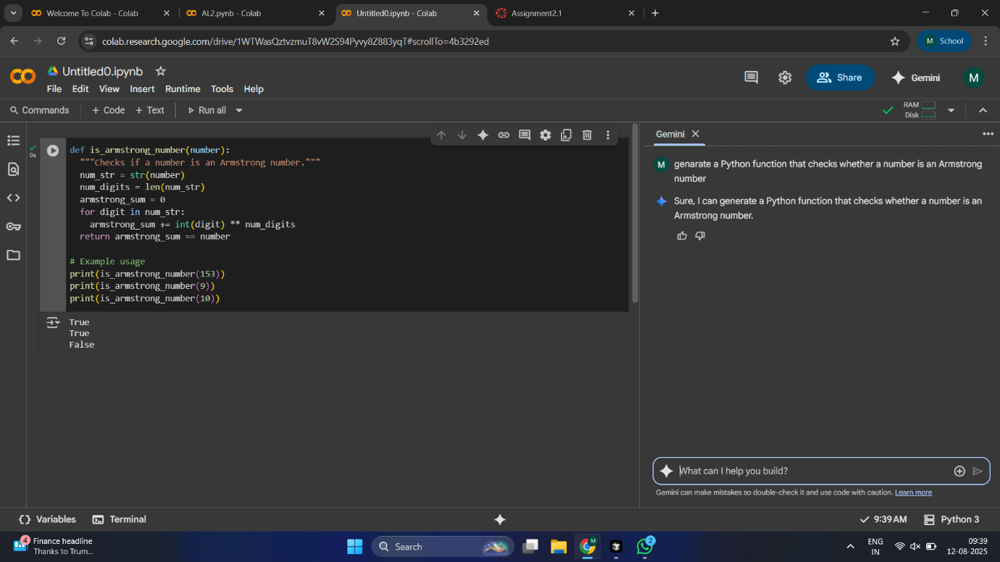 Welcome To Colab - Colab
AL2.pynb - Colab
Untitled0.ipynb - Colab
Assignment2.1
colab.research.google.com/drive/1WTWasQztvzmuT8vW2S94Pyvy8Z883yqT#scrollTo=4b3292ed
M School
Untitled0.ipynb
Share
Gemini
M
File Edit View Insert Runtime Tools Help
Commands + Code + Text Run all
RAM
Disk
Gemini
0s
def is_armstrong_number(number):
"""Checks if a number is an Armstrong number."""
num_str = str(number)
num_digits = len(num_str)
armstrong_sum = 0
for digit in num_str:
armstrong_sum += int(digit) ** num_digits
return armstrong_sum == number
# Example usage
print(is_armstrong_number(153))
print(is_armstrong_number(9))
print(is_armstrong_number(10))
True
True
False
M
genarate a Python function that checks whether a number is an Armstrong
number
Sure, I can generate a Python function that checks whether a number is an
Armstrong number.
What can I help you build?
Gemini can make mistakes so double-check it and use code with caution. Learn more
Variables Terminal
9:39 AM Python 3
4
Finance headline
Thanks to Trum...
Search
M
2
ENG
IN
09:39
12-08-2025